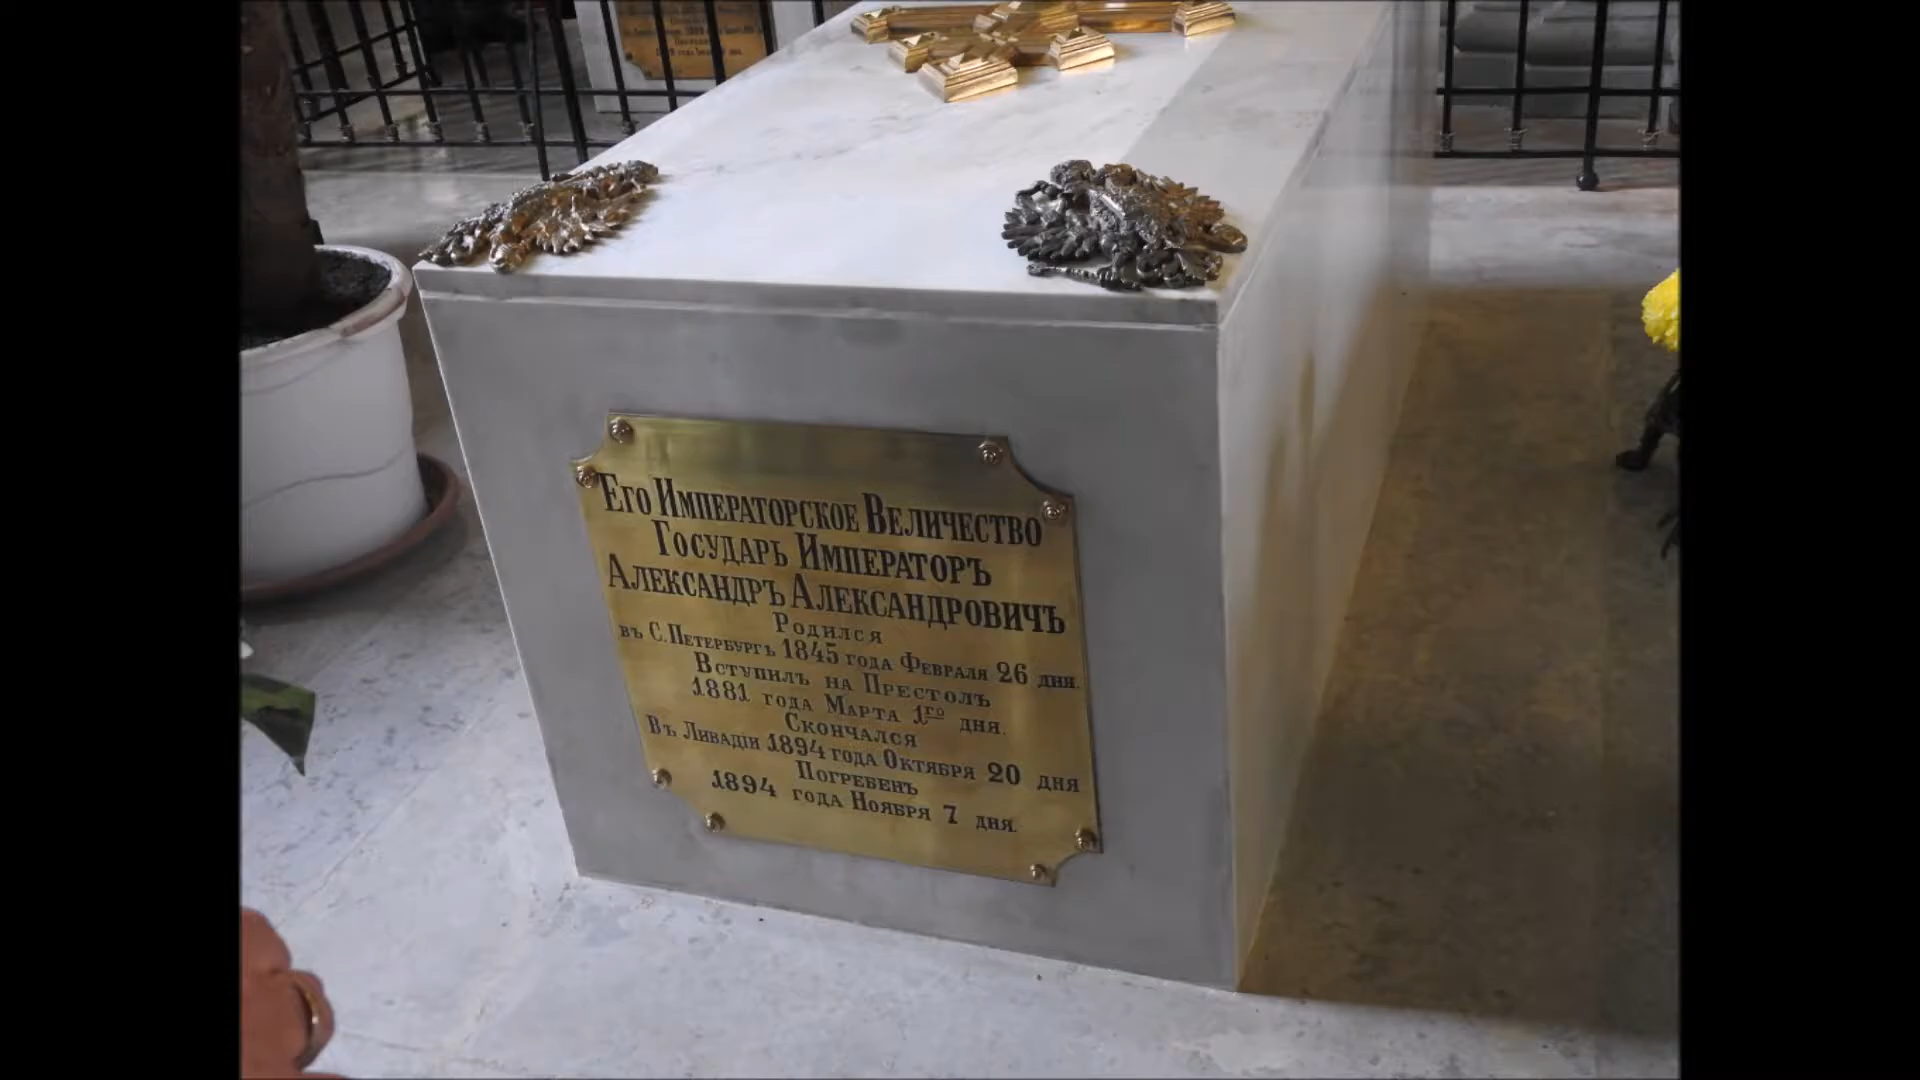 Его Императорское Величество
Государь Императоръ
Александръ Александровичъ
Родился
въ С.Петербургъ 1845 года Февраля 26 дня.
Вступилъ на Престолъ
1881 года Марта 1го дня.
Скончался
Въ Ливадіи 1894 года Октября 20 дня
Погребенъ
1894 года Ноября 7 дня.